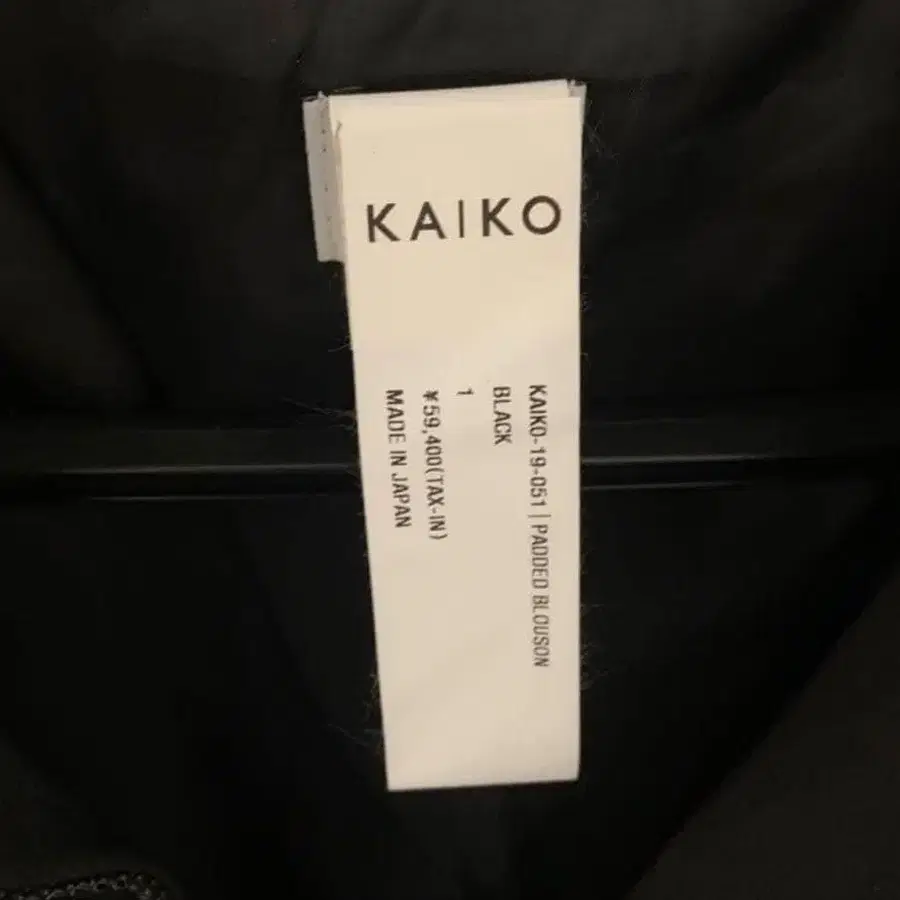 KAIKO
KAIKO-19-051 | PADDED BLOUSON
BLACK
1
¥59,400(TAX-IN)
MADE IN JAPAN